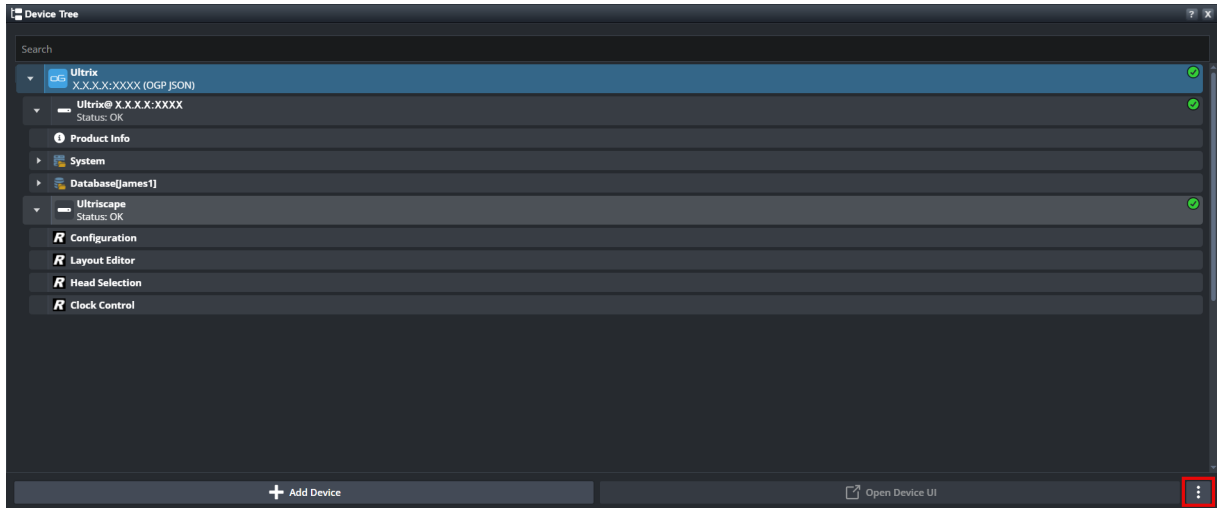 Device Tree
? X
Search
Ultrix
X.X.X.X:XXXX (OGP JSON)
Ultrix@ X.X.X.X:XXXX
Status: OK
Product Info
System
Database[James1]
Ultriscape
Status: OK
R Configuration
R Layout Editor
R Head Selection
R Clock Control
Add Device
Open Device UI